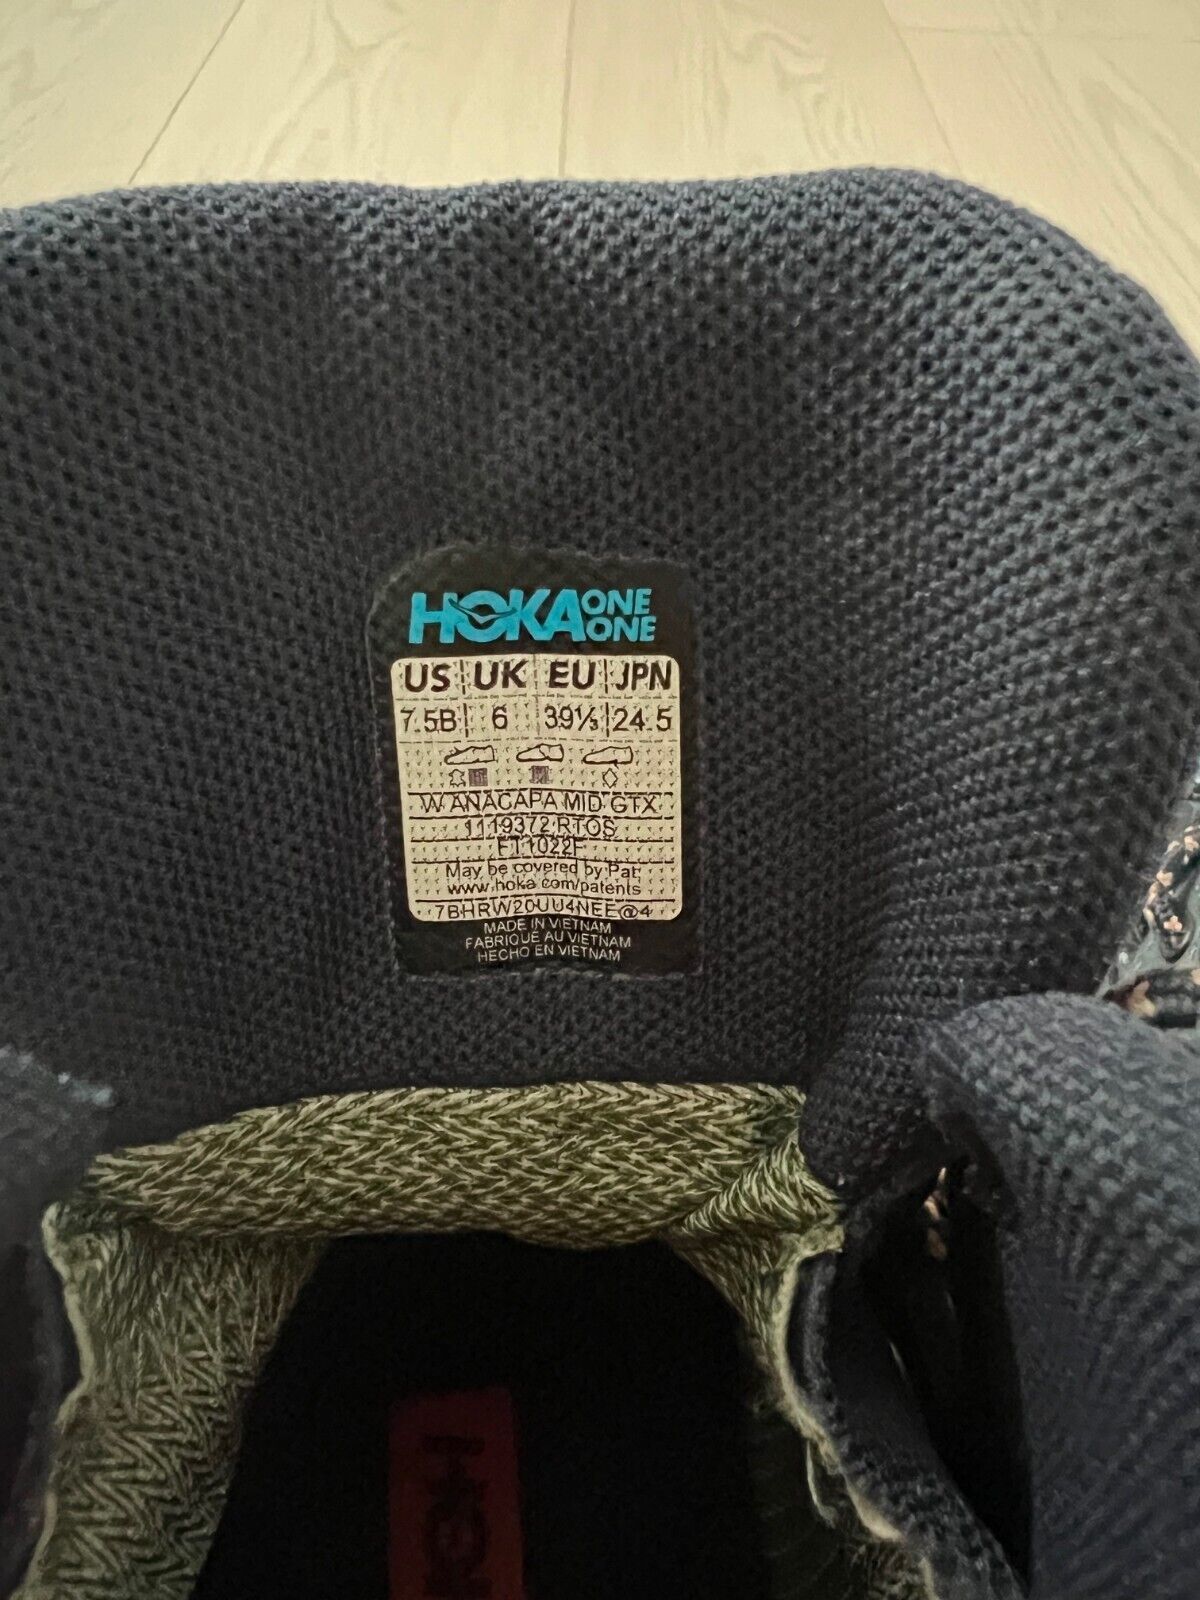 HOKA ONE ONE
US UK EU JPN
7.5B 6 39⅓ 24.5
W ANACAPA MID GTX
1119372 RTOS
FT1022F
May be covered by Pat.
www.hoka.com/patents
7BHRW20UU4NEE@4
MADE IN VIETNAM
FABRIQUÉ AU VIETNAM
HECHO EN VIETNAM
HOKA